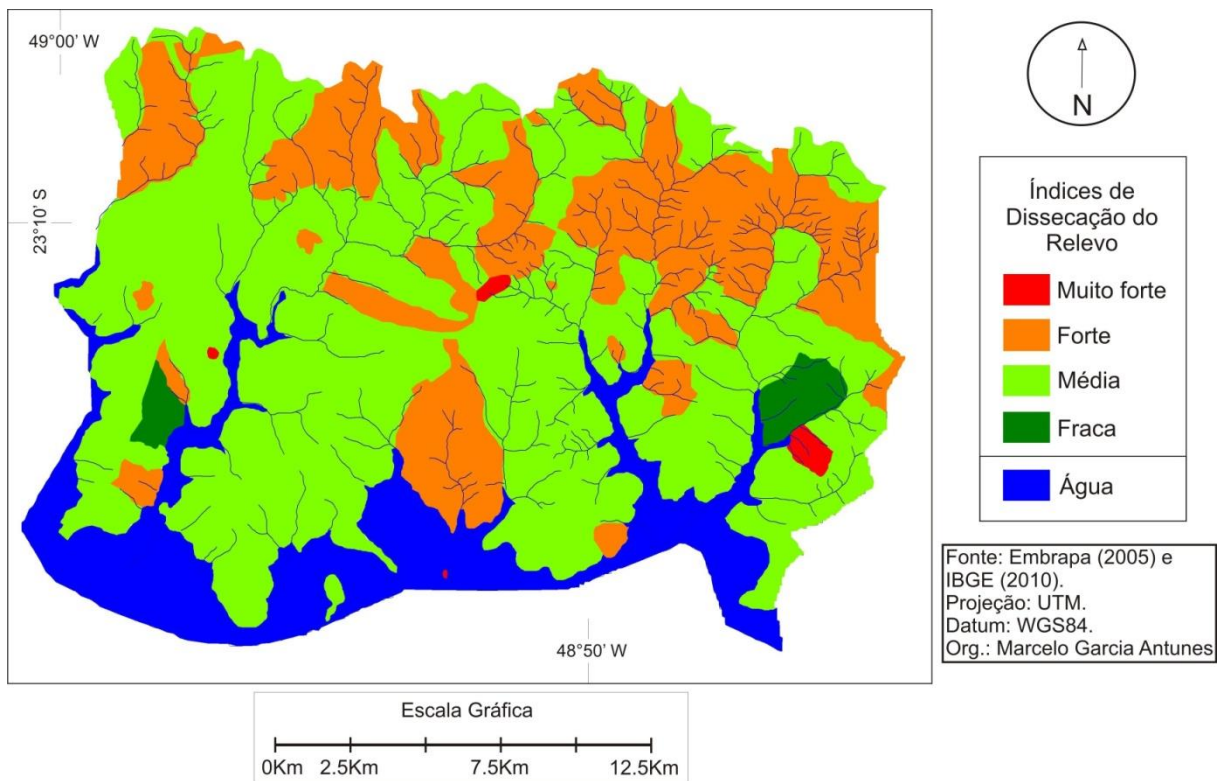 49°00' W
23°10' S
48°50' W
N
Índices de
Dissecação do
Relevo
Muito forte
Forte
Média
Fraca
Água
Fonte: Embrapa (2005) e
IBGE (2010).
Projeção: UTM.
Datum: WGS84.
Org.: Marcelo Garcia Antunes
Escala Gráfica
0Km 2.5Km 7.5Km 12.5Km